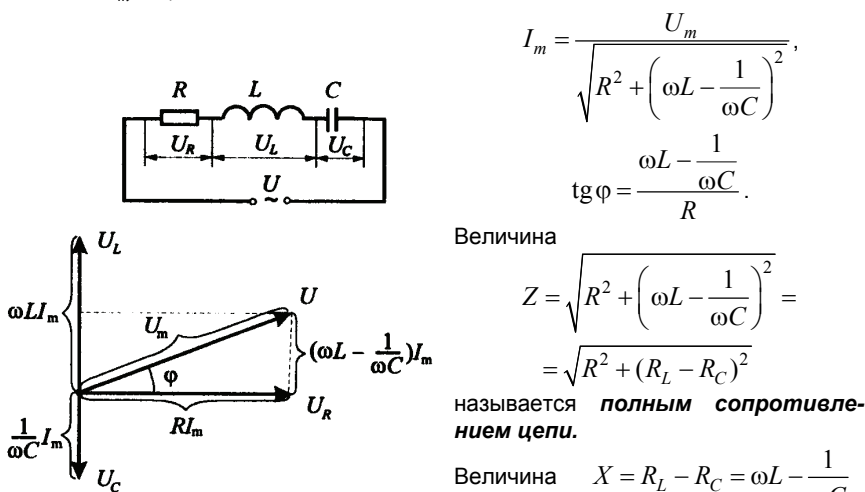 R L C
U_R U_L U_C
U
~
I_m = U_m / √(R² + (ωL − 1/(ωC))²),
tg φ = (ωL − 1/(ωC)) / R.
Величина
Z = √(R² + (ωL − 1/(ωC))²) =
= √(R² + (R_L − R_C)²)
называется полным сопротивле-
нием цепи.
Величина X = R_L − R_C = ωL − 1
U_L
ωLI_m
U_m
U
(ωL − 1/(ωC))I_m
φ
RI_m
U_R
1/(ωC) I_m
U_C